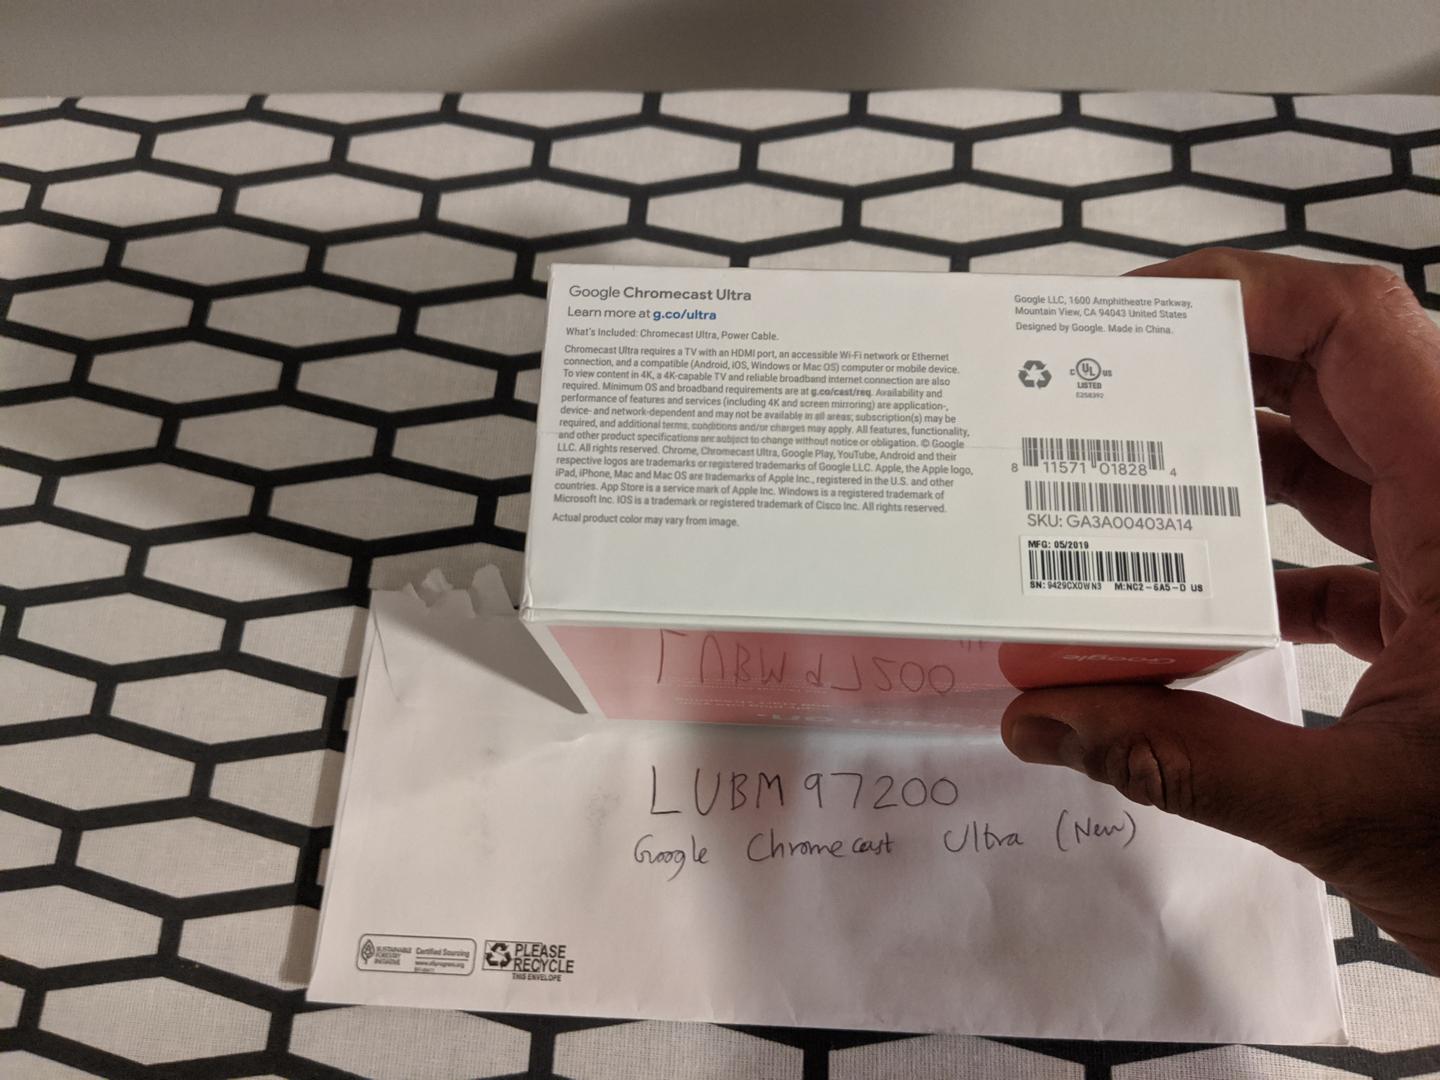 Google Chromecast Ultra
Learn more at g.co/ultra
What's Included: Chromecast Ultra, Power Cable.
Chromecast Ultra requires a TV with an HDMI port, an accessible Wi-Fi network or Ethernet
connection, and a compatible (Android, iOS, Windows or Mac OS) computer or mobile device.
To view content in 4K, a 4K-capable TV and reliable broadband internet connection are also
required. Minimum OS and broadband requirements are at g.co/cast/req. Availability and
performance of features and services (including 4K and screen mirroring) are application-,
device- and network-dependent and may not be available in all areas; subscription(s) may be
required, and additional terms, conditions and/or charges may apply. All features, functionality,
and other product specifications are subject to change without notice or obligation. © Google
LLC. All rights reserved. Chrome, Chromecast Ultra, Google Play, YouTube, Android and their
respective logos are trademarks or registered trademarks of Google LLC. Apple, the Apple logo,
iPad, iPhone, Mac and Mac OS are trademarks of Apple Inc., registered in the U.S. and other
countries. App Store is a service mark of Apple Inc. Windows is a registered trademark of
Microsoft Inc. IOS is a trademark or registered trademark of Cisco Inc. All rights reserved.
Actual product color may vary from image.
Google LLC, 1600 Amphitheatre Parkway,
Mountain View, CA 94043 United States
Designed by Google. Made in China.
C UL US
LISTED
E258392
8 11571 01828 4
SKU: GA3A00403A14
MFG: 05/2019
SN: 9429CX0WN3 M:NC2-6A5-D US
Google
LUBM97200
Google Chromecast Ultra (New)
SUSTAINABLE
FORESTRY
INITIATIVE
Certified Sourcing
www.sfiprogram.org
PLEASE
RECYCLE
THIS ENVELOPE